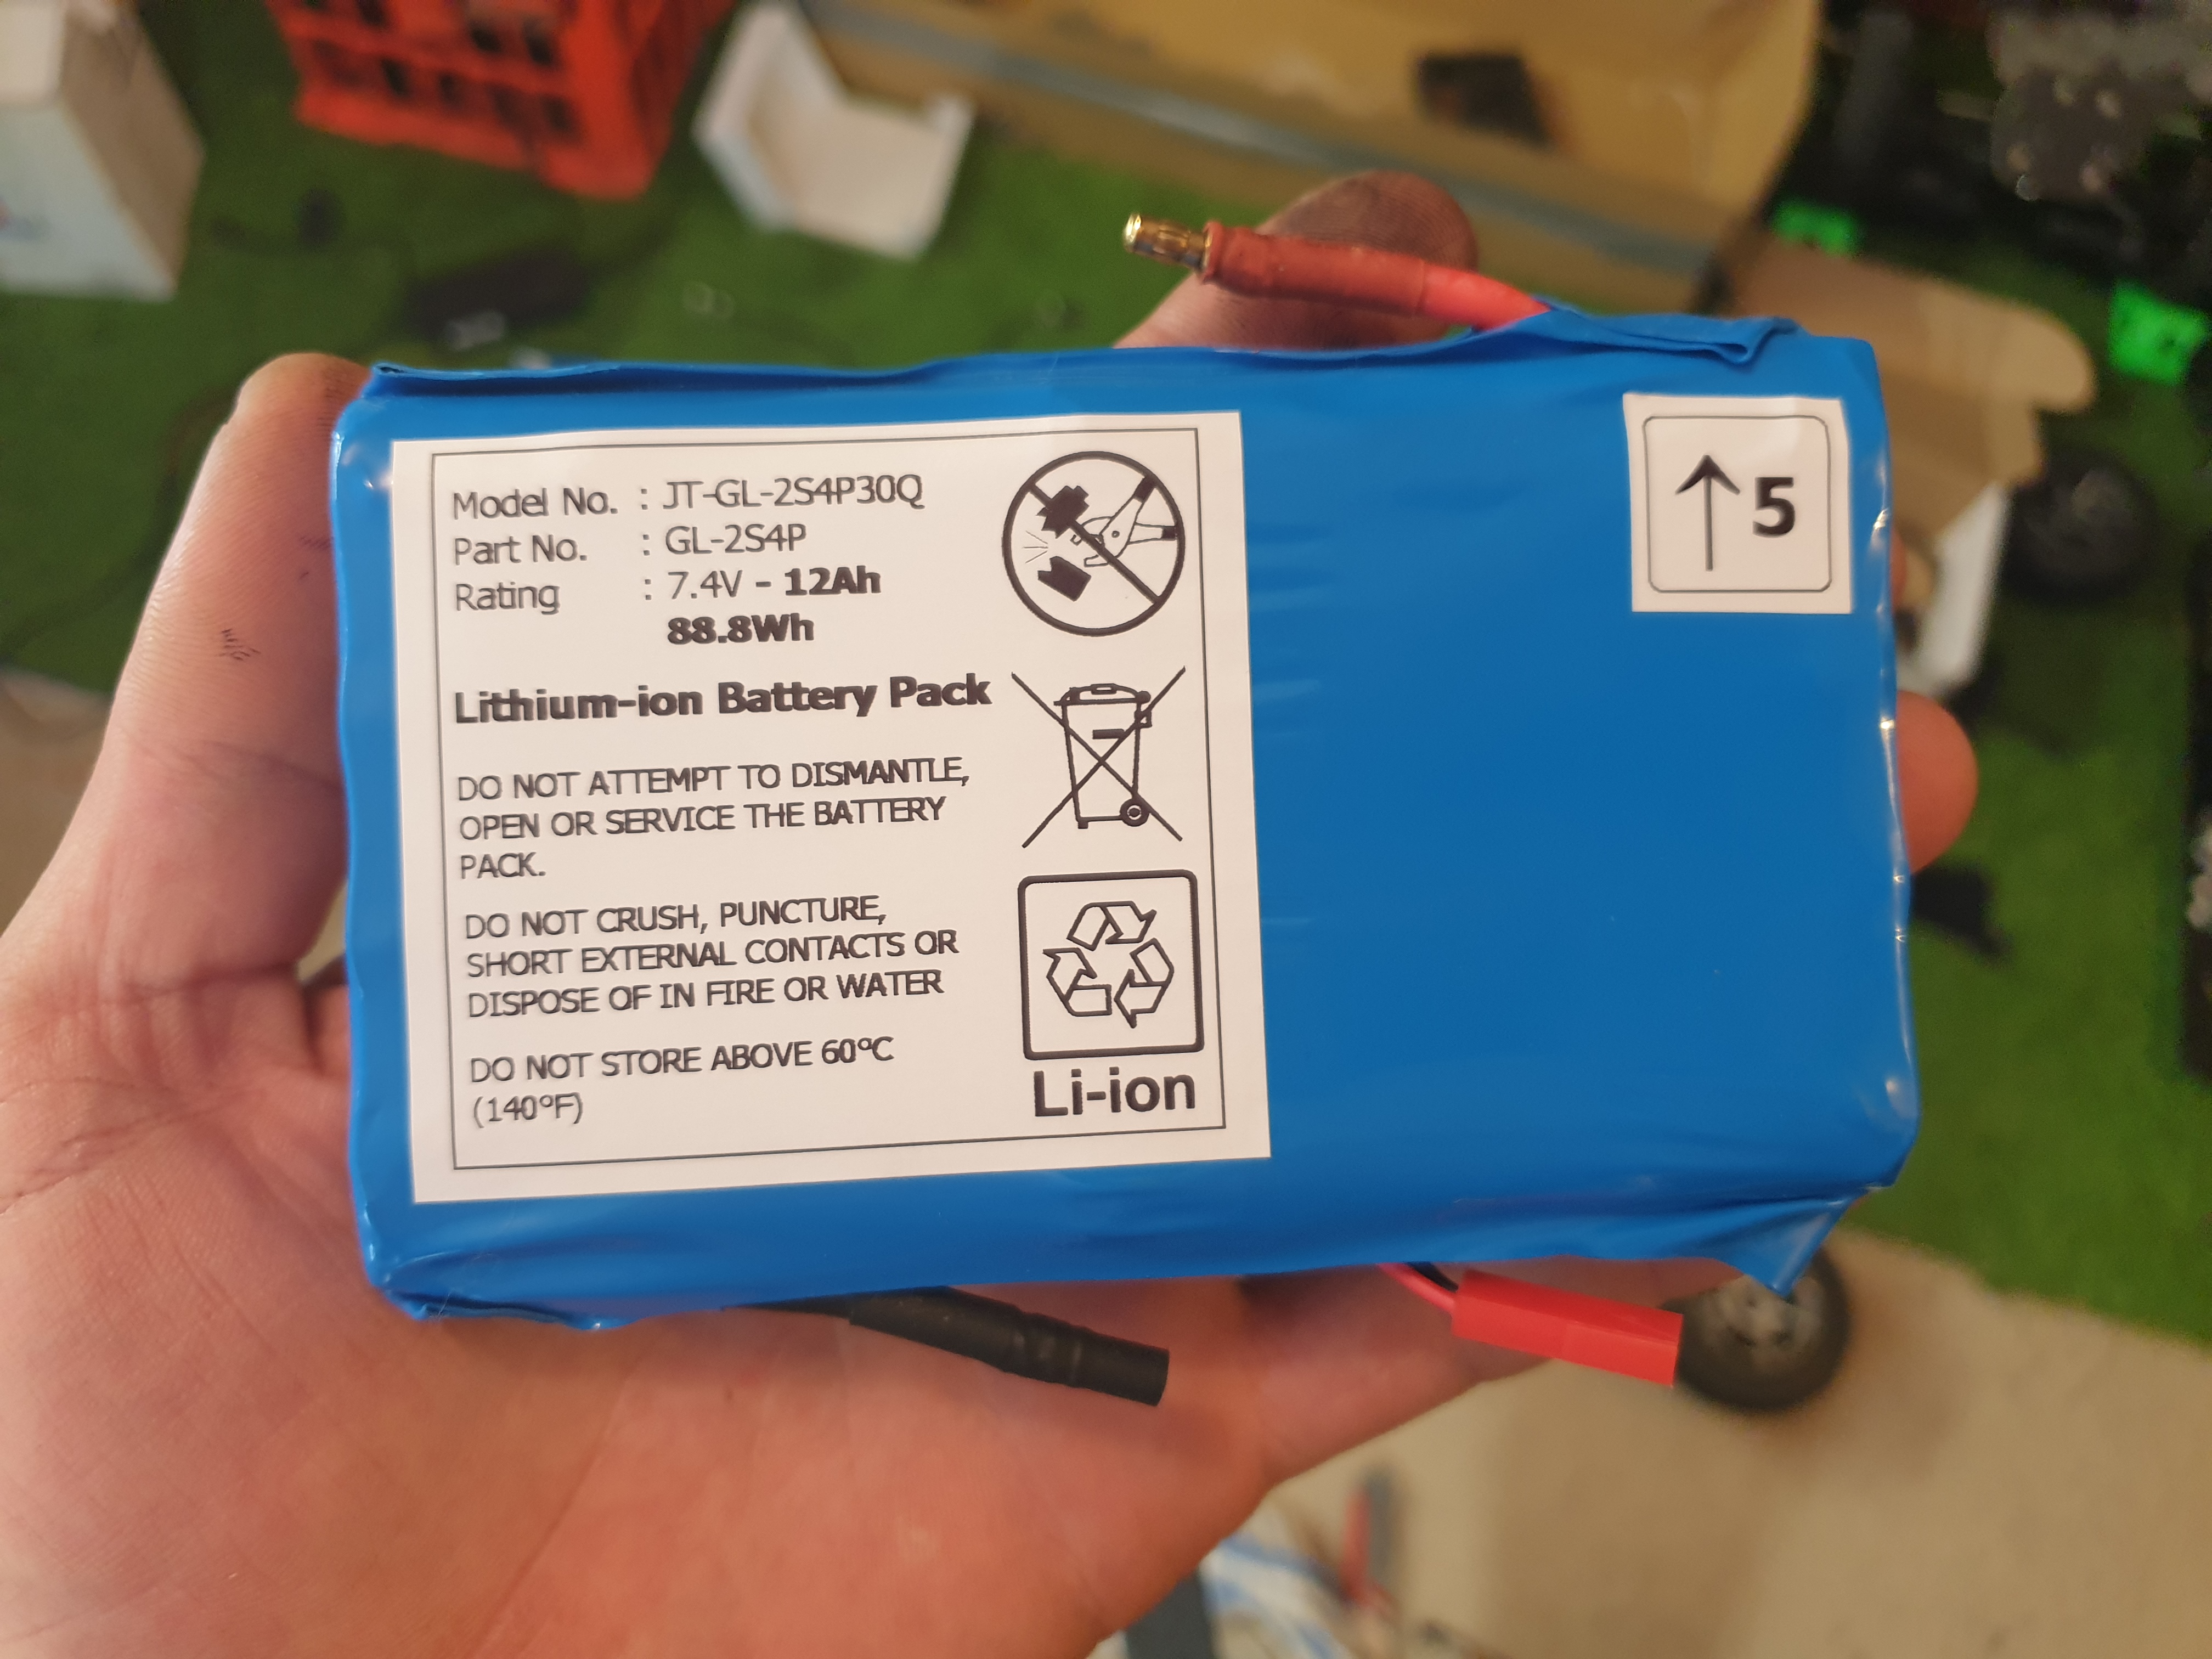 Model No. : JT-GL-2S4P30Q
Part No. : GL-2S4P
Rating : 7.4V - 12Ah
88.8Wh
Lithium-ion Battery Pack
DO NOT ATTEMPT TO DISMANTLE,
OPEN OR SERVICE THE BATTERY
PACK.
DO NOT CRUSH, PUNCTURE,
SHORT EXTERNAL CONTACTS OR
DISPOSE OF IN FIRE OR WATER
DO NOT STORE ABOVE 60°C
(140°F)
Li-ion
↑5